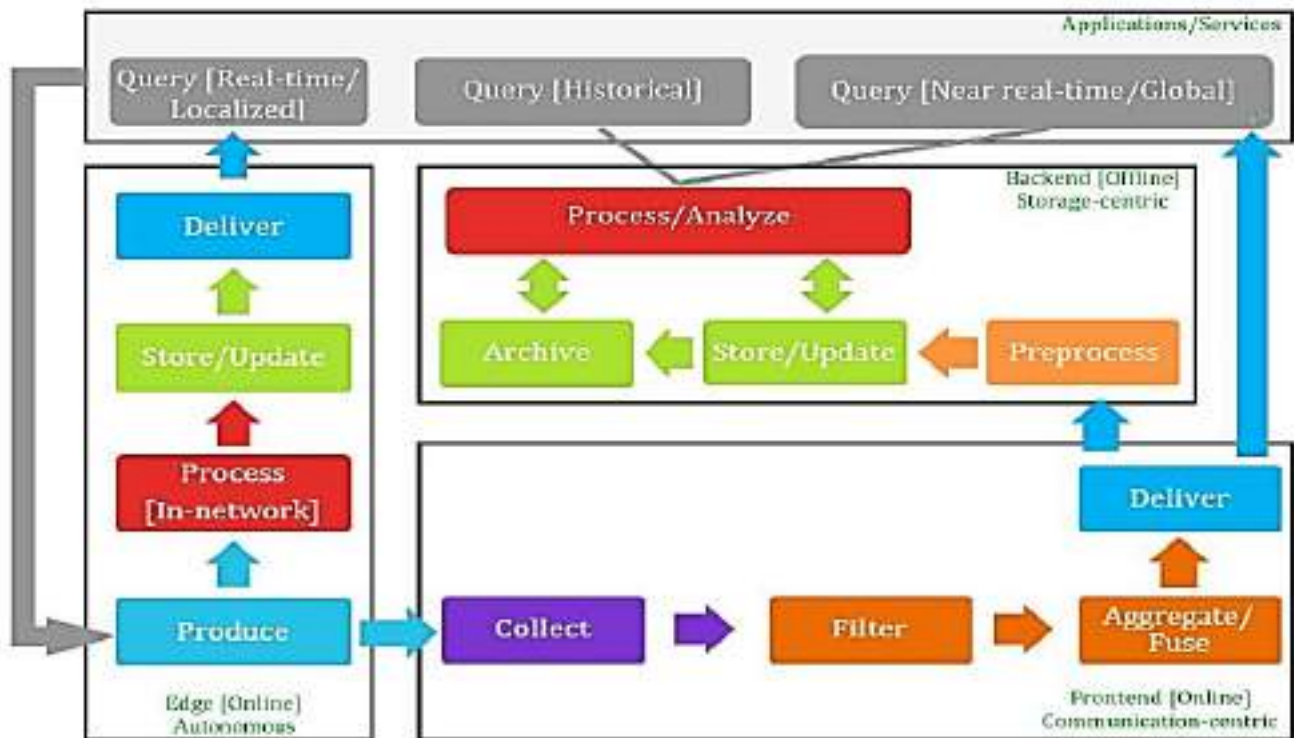 Applications/Services
Query [Real-time/
Localized]
Query [Historical]
Query [Near real-time/Global]
Backend [Offline]
Storage-centric
Deliver
Process/Analyze
Store/Update
Archive
Store/Update
Preprocess
Process
[In-network]
Deliver
Produce
Collect
Filter
Aggregate/
Fuse
Edge [Online]
Autonomous
Frontend [Online]
Communication-centric